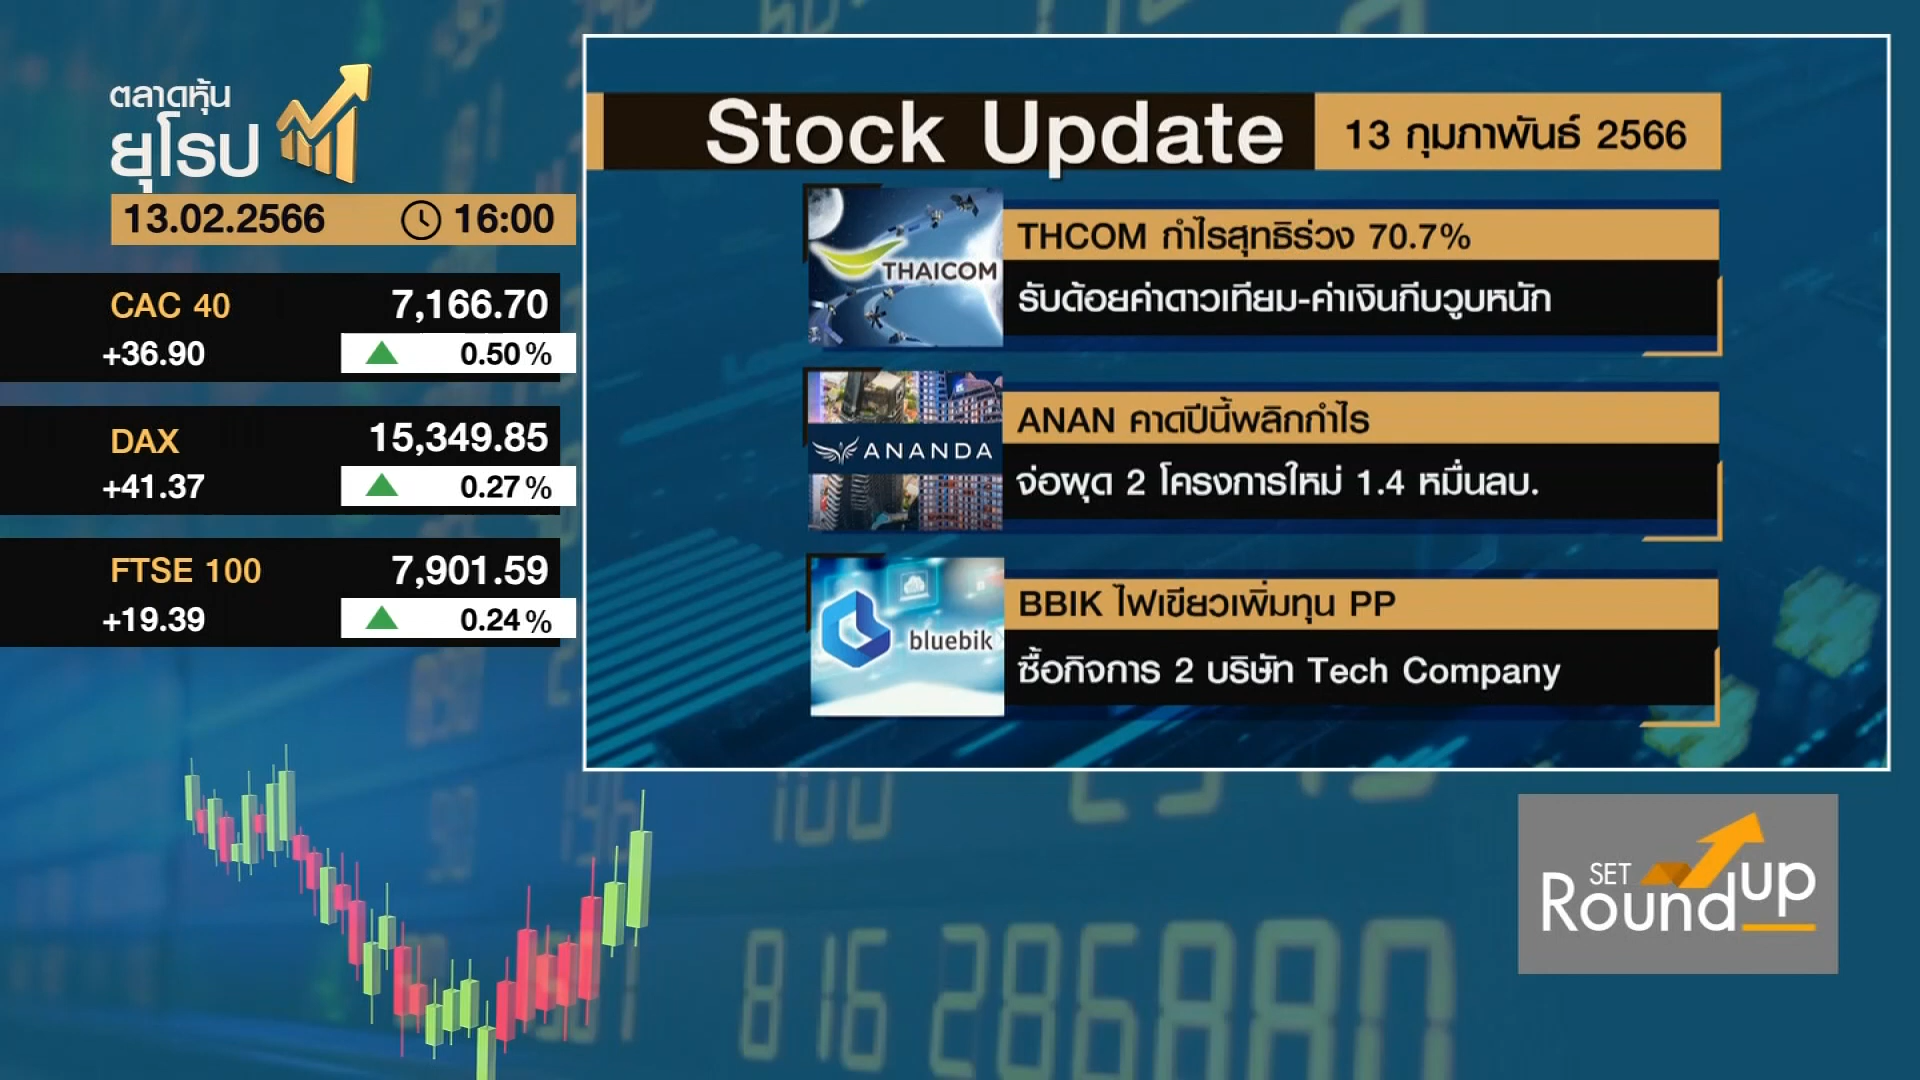 ตลาดหุ้น
ยุโรป
13.02.2566 16:00
CAC 40 7,166.70
+36.90 0.50%
DAX 15,349.85
+41.37 0.27%
FTSE 100 7,901.59
+19.39 0.24%
Stock Update 13 กุมภาพันธ์ 2566
THAICOM
THCOM กำไรสุทธิร่วง 70.7%
รับด้อยค่าดาวเทียม-ค่าเงินกีบวูบหนัก
ANANDA
ANAN คาดปีนี้พลิกกำไร
จ่อผุด 2 โครงการใหม่ 1.4 หมื่นลบ.
bluebik
BBIK ไฟเขียวเพิ่มทุน PP
ซื้อกิจการ 2 บริษัท Tech Company
SET
Roundup
100
816 286880